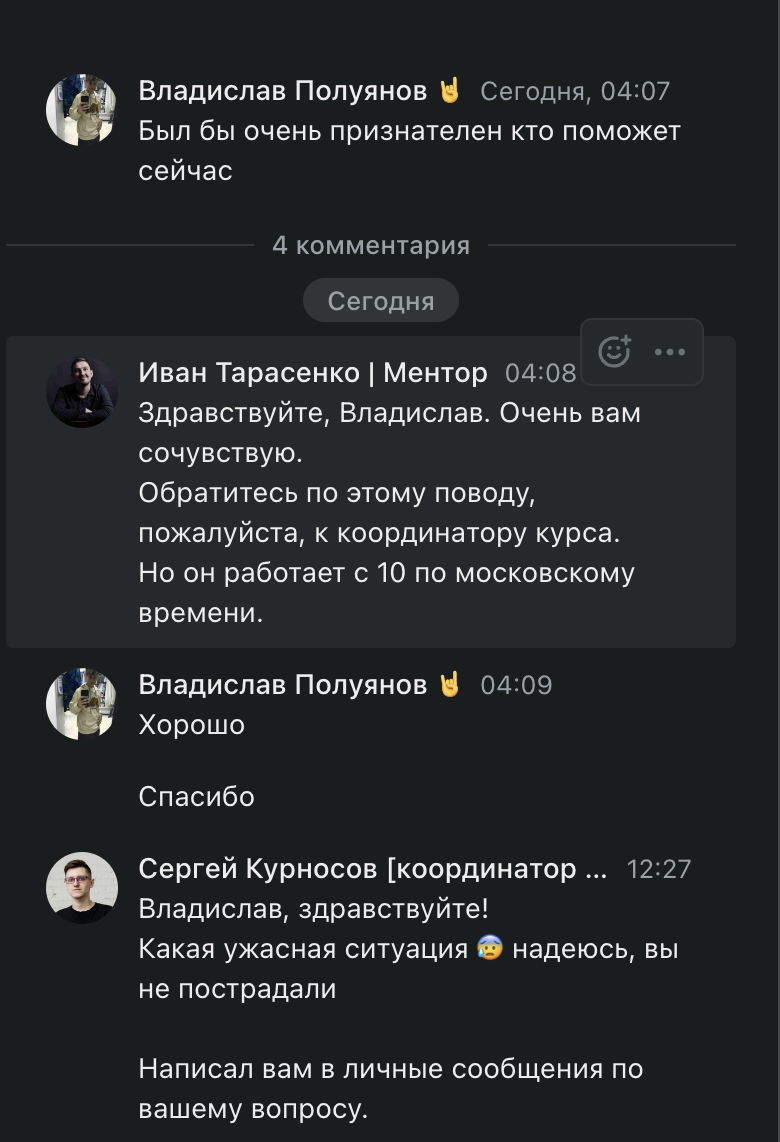 Владислав Полуянов 🤘 Сегодня, 04:07
Был бы очень признателен кто поможет
сейчас
4 комментария
Сегодня
Иван Тарасенко | Ментор 04:08
Здравствуйте, Владислав. Очень вам
сочувствую.
Обратитесь по этому поводу,
пожалуйста, к координатору курса.
Но он работает с 10 по московскому
времени.
Владислав Полуянов 🤘 04:09
Хорошо
Спасибо
Сергей Курносов [координатор ... 12:27
Владислав, здравствуйте!
Какая ужасная ситуация 😰 надеюсь, вы
не пострадали
Написал вам в личные сообщения по
вашему вопросу.